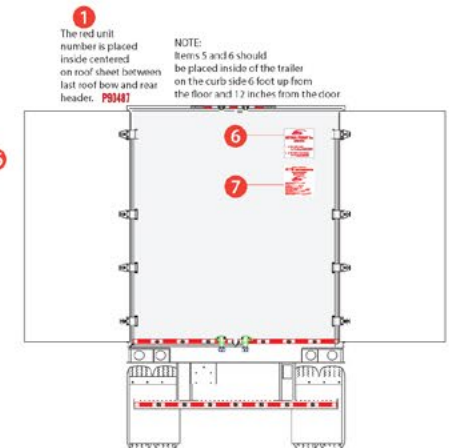 1
The red unit
number is placed
inside centered
on roof sheet between
last roof bow and rear
header. P93487
NOTE:
Items 5 and 6 should
be placed inside of the trailer
on the curb side 6 foot up from
the floor and 12 inches from the door
6
7